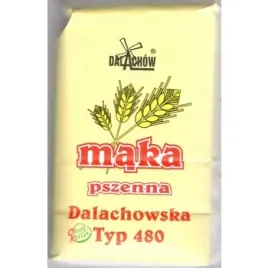 DALACHÓW
®
mąka
pszenna
Dalachowska
Typ 480